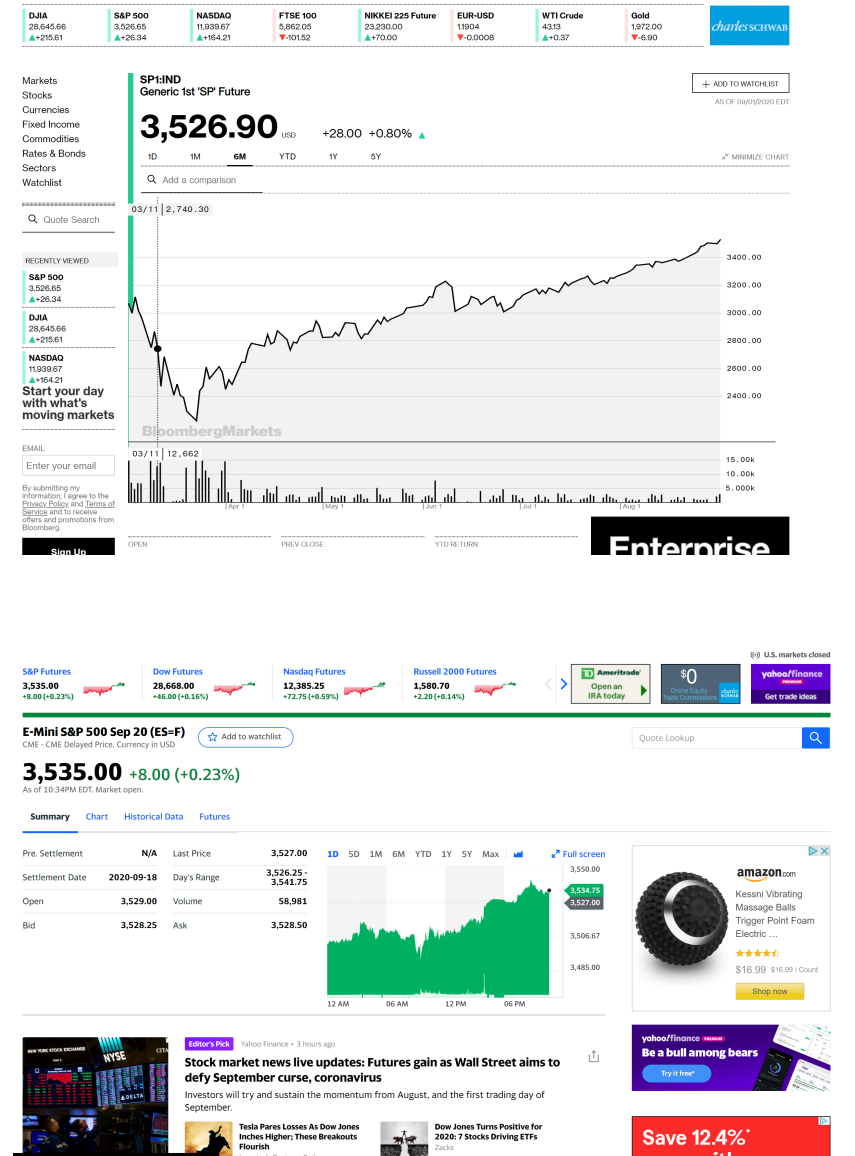 DJIA
28,645.66
▲+215.61
S&P 500
3,526.65
▲+26.34
NASDAQ
11,939.67
▲+164.21
FTSE 100
5,862.05
▼-101.52
NIKKEI 225 Future
23,230.00
▲+70.00
EUR-USD
1.1904
▼-0.0008
WTI Crude
43.13
▲+0.37
Gold
1,972.00
▼-6.90
charles SCHWAB
Markets
Stocks
Currencies
Fixed Income
Commodities
Rates & Bonds
Sectors
Watchlist
Quote Search
RECENTLY VIEWED
S&P 500
3,526.65
▲+26.34
DJIA
28,645.66
▲+215.61
NASDAQ
11,939.67
▲+164.21
Start your day
with what's
moving markets
EMAIL
Enter your email
By submitting my
information, I agree to the
Privacy Policy and Terms of
Service and to receive
offers and promotions from
Bloomberg.
Sign Up
SP1:IND
Generic 1st 'SP' Future
+ ADD TO WATCHLIST
AS OF 09/01/2020 EDT
3,526.90 USD +28.00 +0.80% ▲
1D 1M 6M YTD 1Y 5Y
MINIMIZE CHART
Add a comparison
03/11 | 2,740.30
3400.00
3200.00
3000.00
2800.00
2600.00
2400.00
BloombergMarkets
03/11 | 12,662
15.00k
10.00k
5.000k
Apr 1 May 1 Jun 1 Jul 1 Aug 1
OPEN
PREV CLOSE
YTD RETURN
Enterprise
U.S. markets closed
S&P Futures
3,535.00
+8.00 (+0.23%)
Dow Futures
28,668.00
+46.00 (+0.16%)
Nasdaq Futures
12,385.25
+72.75 (+0.59%)
Russell 2000 Futures
1,580.70
+2.20 (+0.14%)
TD Ameritrade
Open an
IRA today
$0
Online Equity
Trade Commissions
charles SCHWAB
yahoo!finance
PREMIUM
Get trade ideas
E-Mini S&P 500 Sep 20 (ES=F)
CME - CME Delayed Price. Currency in USD
Add to watchlist
Quote Lookup
3,535.00 +8.00 (+0.23%)
As of 10:34PM EDT. Market open.
Summary Chart Historical Data Futures
Pre. Settlement N/A
Settlement Date 2020-09-18
Open 3,529.00
Bid 3,528.25
Last Price 3,527.00
Day's Range 3,526.25 -
3,541.75
Volume 58,981
Ask 3,528.50
1D 5D 1M 6M YTD 1Y 5Y Max
Full screen
3,550.00
3,534.75
3,527.00
3,506.67
3,485.00
12 AM 06 AM 12 PM 06 PM
amazon.com
Kessni Vibrating
Massage Balls
Trigger Point Foam
Electric ...
$16.99 $16.99 / Count
Shop now
NEW YORK STOCK EXCHANGE
NYSE
CITA
DELTA
Editor's Pick Yahoo Finance • 3 hours ago
Stock market news live updates: Futures gain as Wall Street aims to
defy September curse, coronavirus
Investors will try and sustain the momentum from August, and the first trading day of
September.
Tesla Pares Losses As Dow Jones
Inches Higher; These Breakouts
Flourish
Dow Jones Turns Positive for
2020: 7 Stocks Driving ETFs
Zacks
yahoo!finance PREMIUM
Be a bull among bears
Try it free*
Save 12.4%*